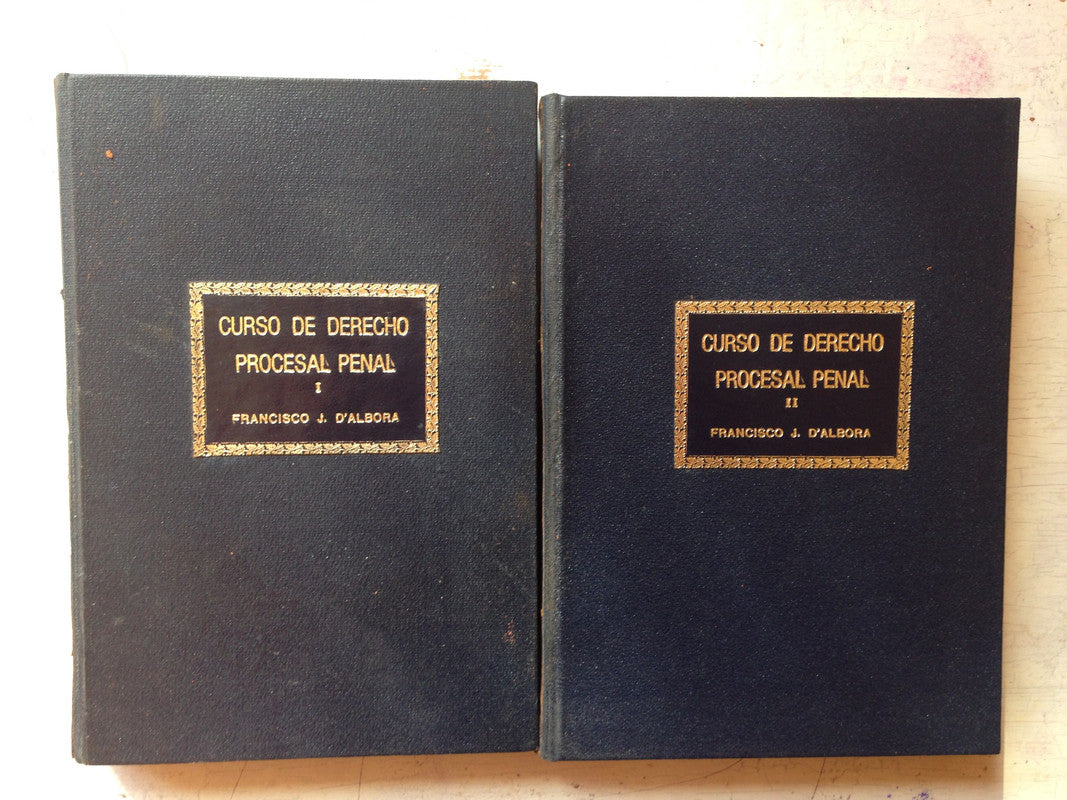 CURSO DE DERECHO
PROCESAL PENAL
I
FRANCISCO J. D'ALBORA
CURSO DE DERECHO
PROCESAL PENAL
II
FRANCISCO J. D'ALBORA